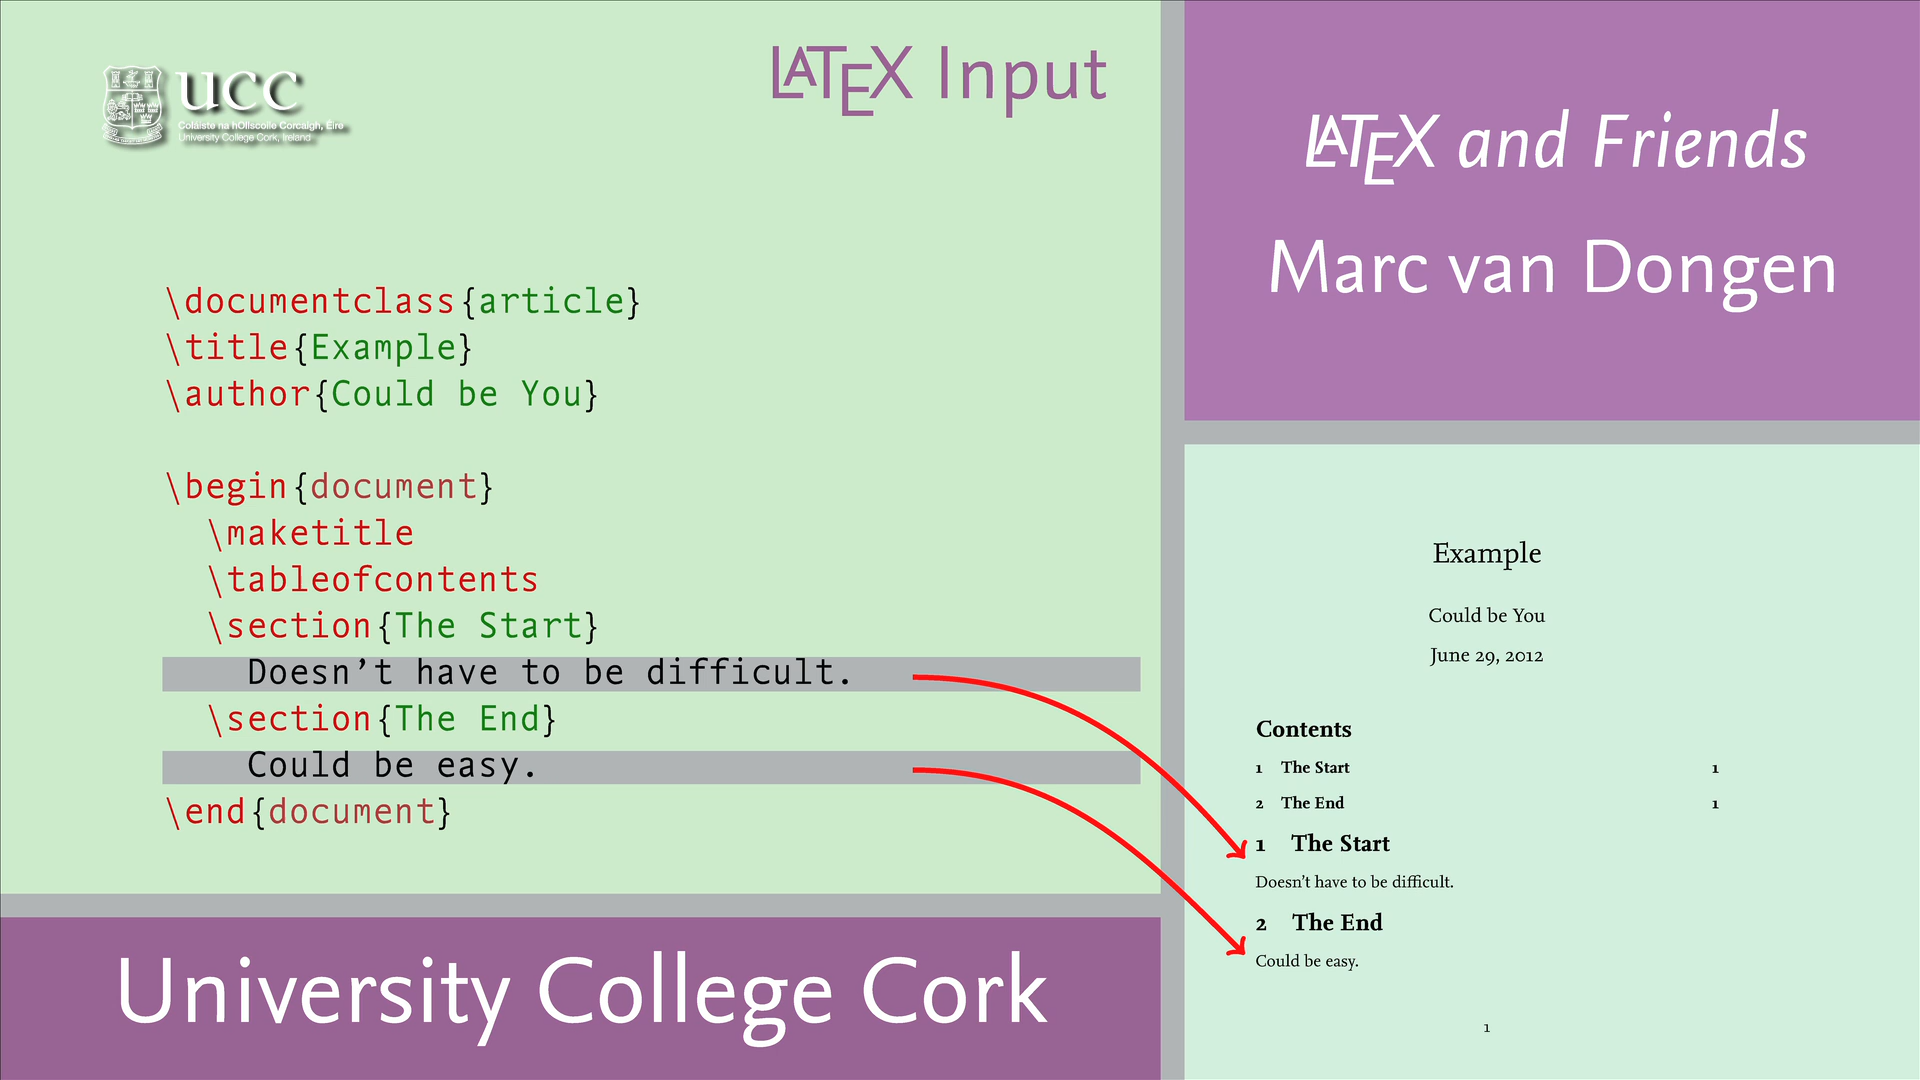 ucc
Coláiste na hOllscoile Corcaigh, Éire
University College Cork, Ireland
LATEX Input
\documentclass{article}
\title{Example}
\author{Could be You}
\begin{document}
\maketitle
\tableofcontents
\section{The Start}
Doesn’t have to be difficult.
\section{The End}
Could be easy.
\end{document}
University College Cork
LATEX and Friends
Marc van Dongen
Example
Could be You
June 29, 2012
Contents
1 The Start 1
2 The End 1
1 The Start
Doesn’t have to be difficult.
2 The End
Could be easy.
1